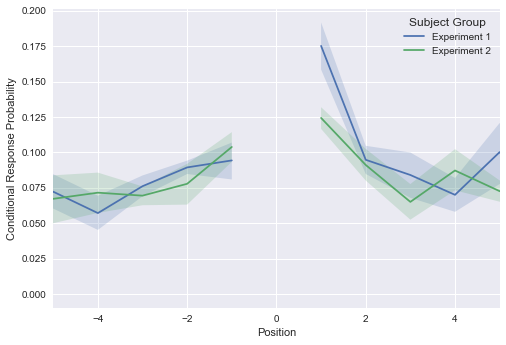 0.200
0.175
0.150
0.125
0.100
0.075
0.050
0.025
0.000
Conditional Response Probability
Subject Group
Experiment 1
Experiment 2
−4
−2
0
2
4
Position